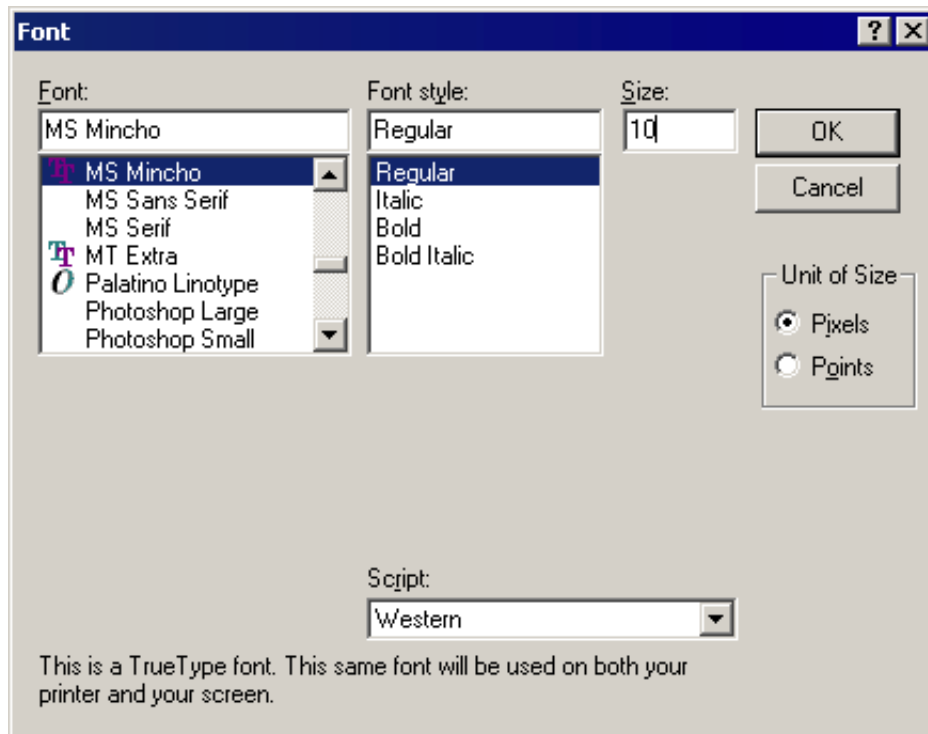 Font
Font:
MS Mincho
MS Mincho
MS Sans Serif
MS Serif
MT Extra
Palatino Linotype
Photoshop Large
Photoshop Small
Font style:
Regular
Regular
Italic
Bold
Bold Italic
Size:
10
OK
Cancel
Unit of Size
Pixels
Points
Script:
Western
This is a TrueType font. This same font will be used on both your
printer and your screen.